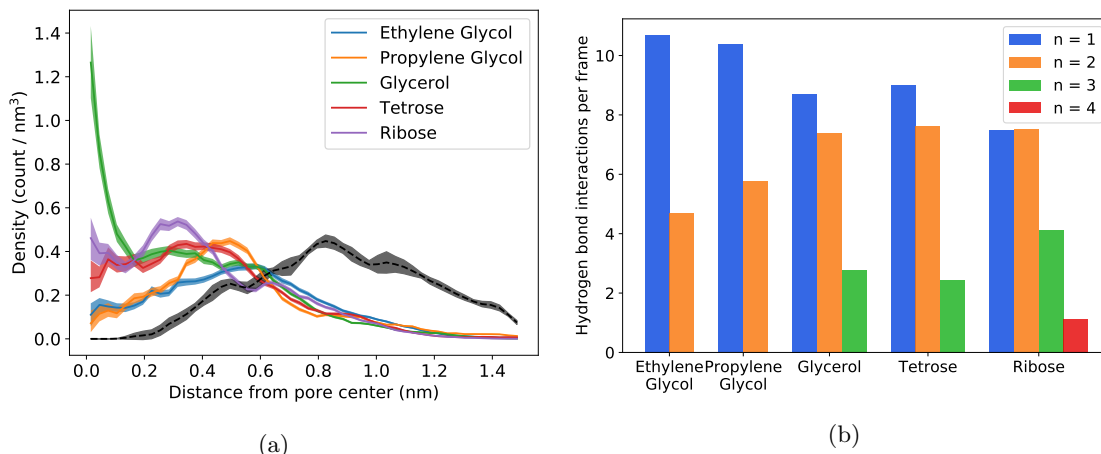 1.4
1.2
1.0
0.8
0.6
0.4
0.2
0.0
Density (count / nm³)
Ethylene Glycol
Propylene Glycol
Glycerol
Tetrose
Ribose
0.0 0.2 0.4 0.6 0.8 1.0 1.2 1.4
Distance from pore center (nm)
(a)
10
8
6
4
2
0
Hydrogen bond interactions per frame
n = 1
n = 2
n = 3
n = 4
Ethylene Propylene Glycerol Tetrose Ribose
Glycol Glycol
(b)